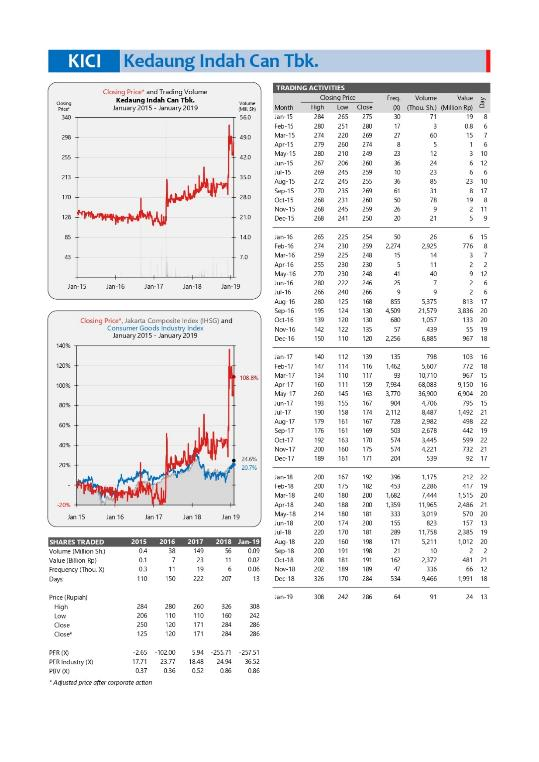 KICI Kedaung Indah Can Tbk.
Closing Price* and Trading Volume
Kedaung Indah Can Tbk.
January 2015 - January 2019
Closing Price*
Volume (Mill. Sh)
340 56.0
298 49.0
255 42.0
213 35.0
170 28.0
128 21.0
85 14.0
43 7.0
Jan-15 Jan-16 Jan-17 Jan-18 Jan-19
Closing Price*, Jakarta Composite Index (IHSG) and
Consumer Goods Industry Index
January 2015 - January 2019
140%
120%
108.8%
100%
80%
60%
40%
24.6%
20%
20.7%
-
-20%
Jan 15 Jan 16 Jan 17 Jan 18 Jan 19
SHARES TRADED 2015 2016 2017 2018 Jan-19
Volume (Million Sh.) 0.4 38 149 56 0.09
Value (Billion Rp) 0.1 7 23 11 0.02
Frequency (Thou. X) 0.3 11 19 6 0.06
Days 110 150 222 207 13
Price (Rupiah)
High 284 280 260 326 308
Low 206 110 110 160 242
Close 250 120 171 284 286
Close* 125 120 171 284 286
PER (X) -2.65 -102.00 5.94 -255.71 -257.51
PER Industry (X) 17.71 23.77 18.48 24.94 36.52
PBV (X) 0.37 0.36 0.52 0.86 0.86
* Adjusted price after corporate action
TRADING ACTIVITIES
Closing Price Freq. Volume Value Day
Month High Low Close (X) (Thou. Sh.) (Million Rp)
Jan-15 284 265 275 30 71 19 8
Feb-15 280 251 280 17 3 0.8 6
Mar-15 274 220 269 27 60 15 7
Apr-15 279 260 274 8 5 1 6
May-15 280 210 249 23 12 3 10
Jun-15 267 206 260 36 24 6 12
Jul-15 269 245 259 10 23 6 6
Aug-15 272 245 255 36 85 23 10
Sep-15 270 235 269 61 31 8 17
Oct-15 268 231 260 50 78 19 8
Nov-15 268 245 259 26 9 2 11
Dec-15 268 241 250 20 21 5 9
Jan-16 265 225 254 50 26 6 15
Feb-16 274 230 259 2,274 2,925 776 8
Mar-16 259 225 248 15 14 3 7
Apr-16 255 230 230 5 11 2 2
May-16 270 230 248 41 40 9 12
Jun-16 280 222 246 25 7 2 6
Jul-16 266 240 266 9 9 2 6
Aug-16 280 125 168 855 5,375 813 17
Sep-16 195 124 130 4,509 21,579 3,836 20
Oct-16 139 120 130 680 1,057 133 20
Nov-16 142 122 135 57 439 55 19
Dec-16 150 110 120 2,256 6,885 967 18
Jan-17 140 112 139 135 798 103 16
Feb-17 147 114 116 1,462 5,607 772 18
Mar-17 134 110 117 93 10,710 967 15
Apr-17 160 111 159 7,934 68,083 9,150 16
May-17 260 145 163 3,770 36,900 6,904 20
Jun-17 193 155 167 904 4,706 795 15
Jul-17 190 158 174 2,112 8,487 1,492 21
Aug-17 179 161 167 728 2,982 498 22
Sep-17 176 161 169 503 2,678 442 19
Oct-17 192 163 170 574 3,445 599 22
Nov-17 200 160 175 574 4,221 732 21
Dec-17 189 161 171 204 539 92 17
Jan-18 200 167 192 396 1,175 212 22
Feb-18 200 175 182 453 2,286 417 19
Mar-18 240 180 200 1,682 7,444 1,515 20
Apr-18 240 188 200 1,359 11,965 2,486 21
May-18 214 180 181 333 3,019 570 20
Jun-18 200 174 200 155 823 157 13
Jul-18 220 170 181 289 11,758 2,385 19
Aug-18 220 160 198 171 5,211 1,012 20
Sep-18 200 191 198 21 10 2 2
Oct-18 208 181 191 162 2,372 481 21
Nov-18 202 189 189 47 336 66 12
Dec-18 326 170 284 534 9,466 1,991 18
Jan-19 308 242 286 64 91 24 13